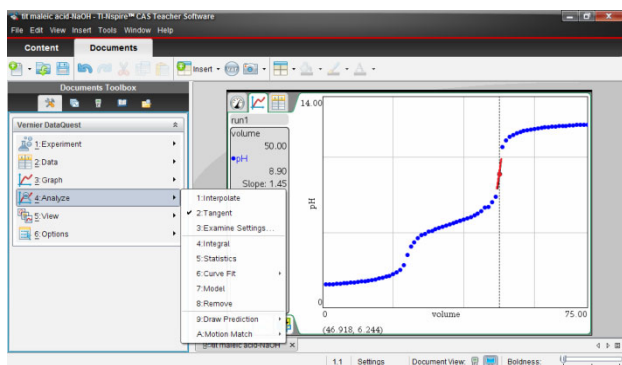 tit maleic acid-NaOH - TI-Nspire™ CAS Teacher Software
File Edit View Insert Tools Window Help
Content Documents
Insert
Documents Toolbox
Vernier DataQuest
1:Experiment
2:Data
3:Graph
4:Analyze
5:View
6:Options
1:Interpolate
✔ 2:Tangent
3:Examine Settings...
4:Integral
5:Statistics
6:Curve Fit
7:Model
8:Remove
9:Draw Prediction
A:Motion Match
run1
volume
50.00
pH
8.90
Slope: 1.45
14.00
pH
0
0 volume 75.00
(46.918, 6.244)
tit maleic acid-NaOH
1.1 Settings Document View: Boldness: